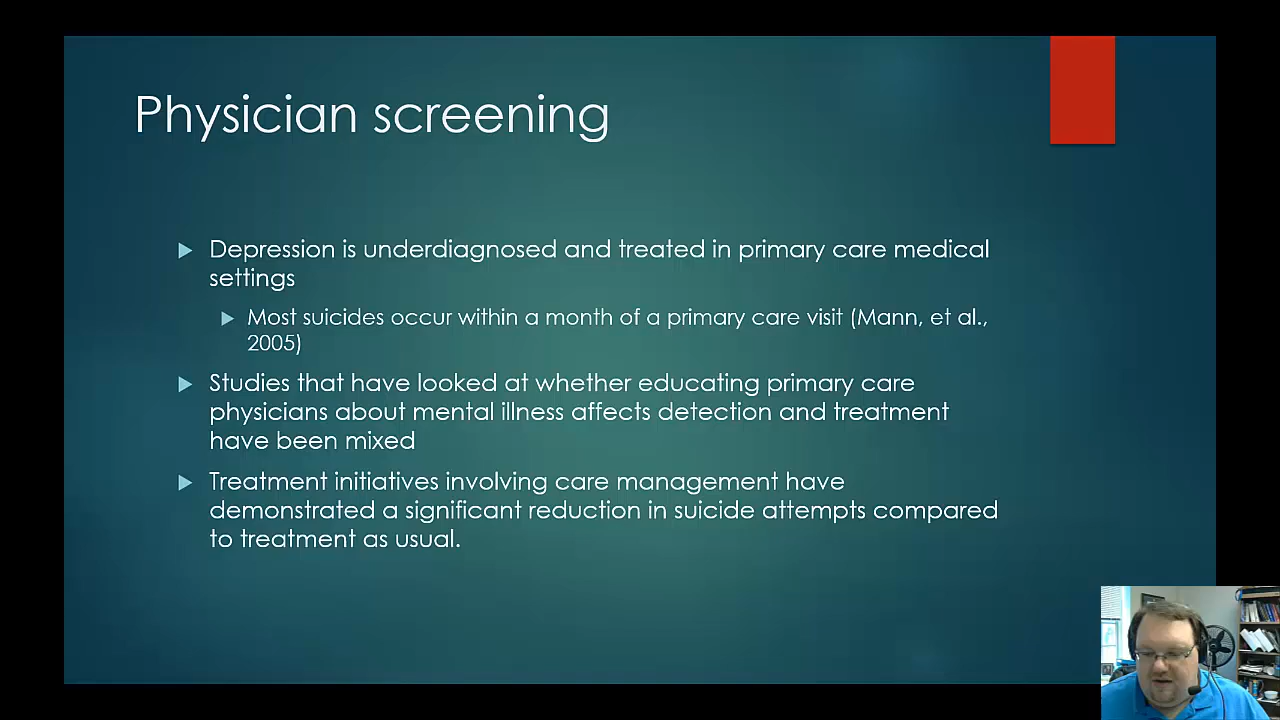 Physician screening
Depression is underdiagnosed and treated in primary care medical
settings
Most suicides occur within a month of a primary care visit (Mann, et al.,
2005)
Studies that have looked at whether educating primary care
physicians about mental illness affects detection and treatment
have been mixed
Treatment initiatives involving care management have
demonstrated a significant reduction in suicide attempts compared
to treatment as usual.